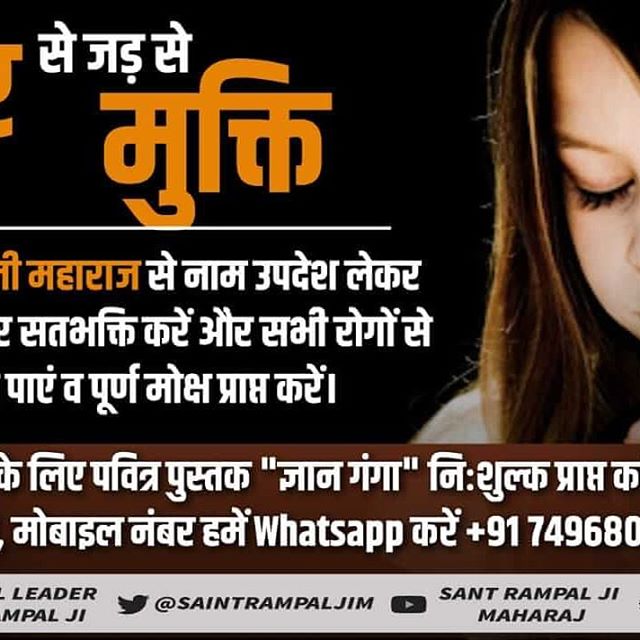 से जड़ से
मुक्ति
महाराज से नाम उपदेश लेकर
सतभक्ति करें और सभी रोगों से
पाएं व पूर्ण मोक्ष प्राप्त करें।
के लिए पवित्र पुस्तक "ज्ञान गंगा" नि:शुल्क प्राप्त
, मोबाइल नंबर हमें Whatsapp करें +91 749680
LEADER
MPAL JI
@SAINTRAMPALJIM
SANT RAMPAL JI
MAHARAJ